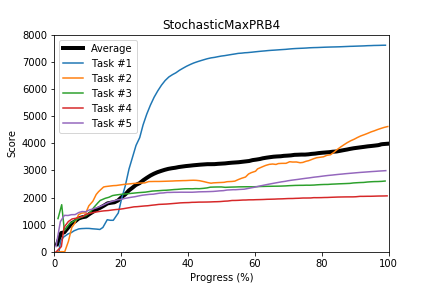 StochasticMaxPRB4
8000
7000
6000
5000
4000
3000
2000
1000
0
Score
Average
Task #1
Task #2
Task #3
Task #4
Task #5
0 20 40 60 80 100
Progress (%)